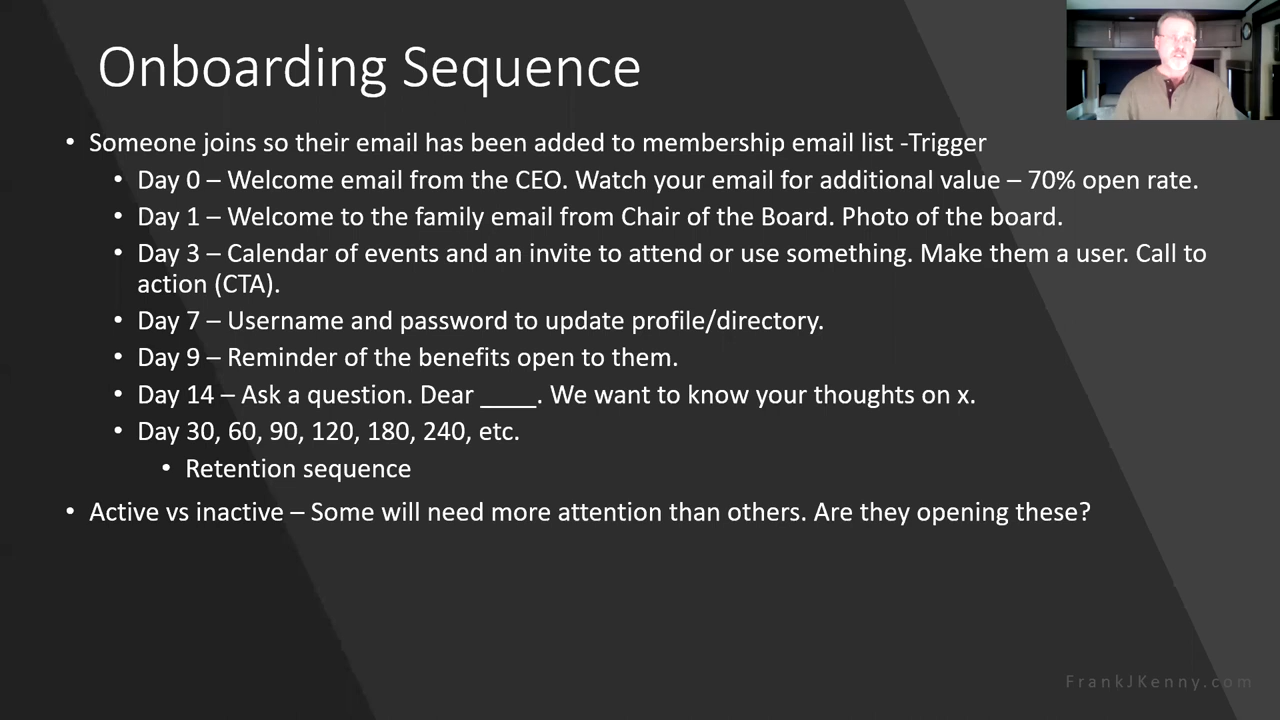 Onboarding Sequence
• Someone joins so their email has been added to membership email list -Trigger
• Day 0 – Welcome email from the CEO. Watch your email for additional value – 70% open rate.
• Day 1 – Welcome to the family email from Chair of the Board. Photo of the board.
• Day 3 – Calendar of events and an invite to attend or use something. Make them a user. Call to
action (CTA).
• Day 7 – Username and password to update profile/directory.
• Day 9 – Reminder of the benefits open to them.
• Day 14 – Ask a question. Dear ____. We want to know your thoughts on x.
• Day 30, 60, 90, 120, 180, 240, etc.
• Retention sequence
• Active vs inactive – Some will need more attention than others. Are they opening these?
FrankJKenny.com